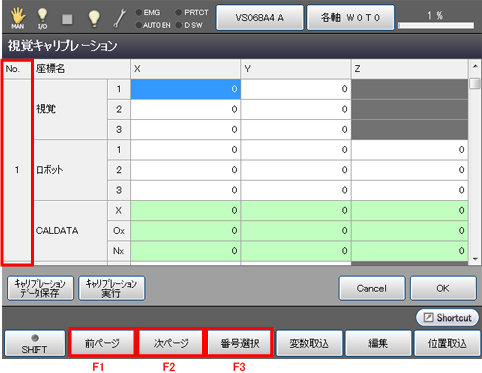 MAN I/O EMG PRTOT VS068A4 A 各軸 W0T0 1 %
AUTOEN DSW
視覚キャリブレーション
No. 座標名 X Y Z
視覚 1 0 0
2 0 0
3 0 0
1 ロボット 1 0 0 0
2 0 0 0
3 0 0 0
CALDATA X 0 0 0
Ox 0 0 0
Nx 0 0 0
キャリブレーション データ保存 キャリブレーション 実行 Cancel OK
Shortcut
SHIFT 前ページ 次ページ 番号選択 変数取込 編集 位置取込
F1 F2 F3